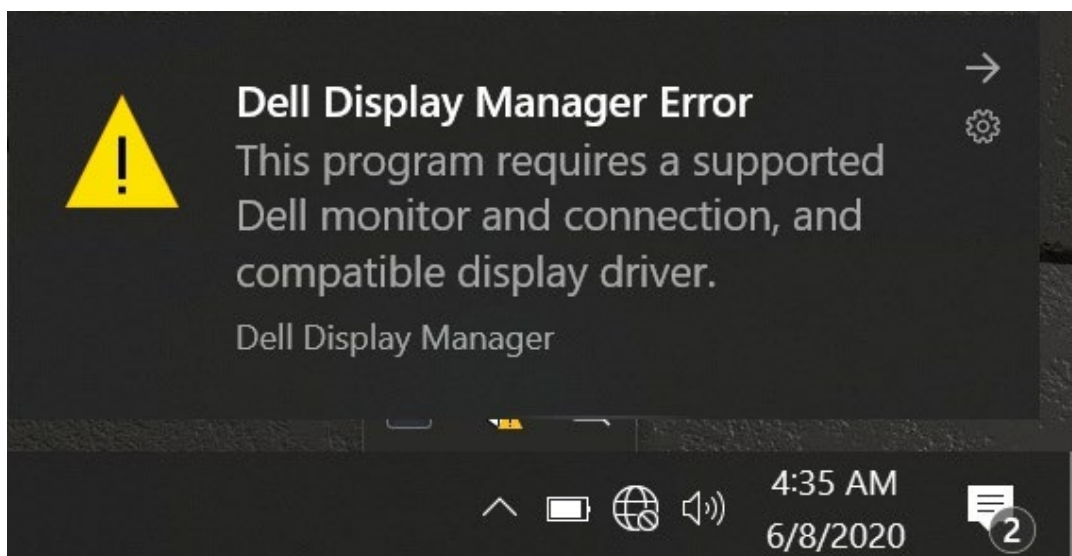 Dell Display Manager Error
This program requires a supported
Dell monitor and connection, and
compatible display driver.
Dell Display Manager
4:35 AM
6/8/2020
2